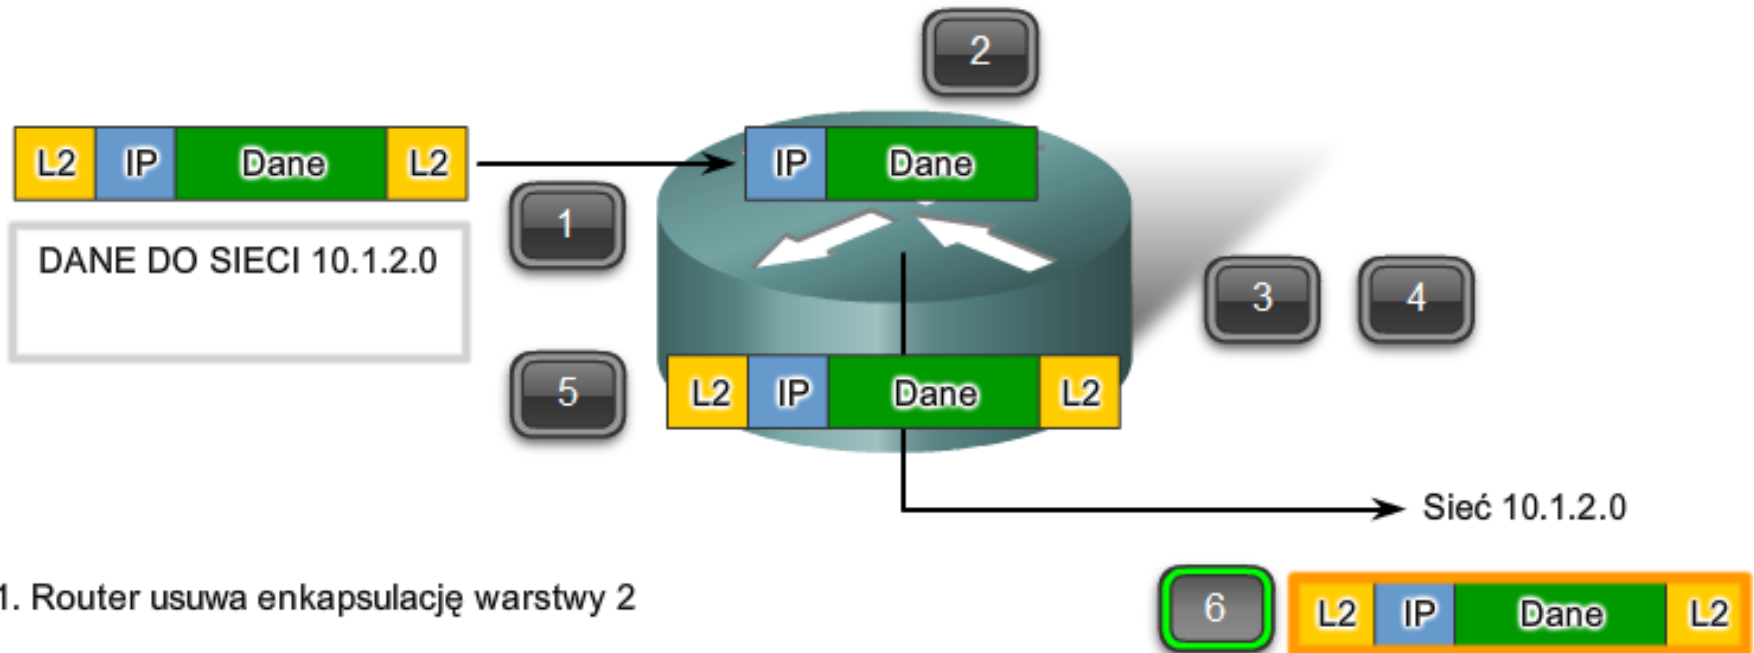 2
L2 IP Dane L2
IP Dane
1
DANE DO SIECI 10.1.2.0
3 4
5
L2 IP Dane L2
Sieć 10.1.2.0
1. Router usuwa enkapsulację warstwy 2
6
L2 IP Dane L2